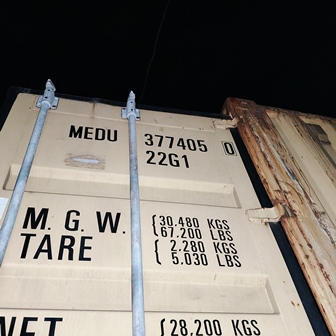 MEDU 377405 0
22G1
M. G. W. {30.480 KGS
67.200 LBS
TARE { 2.280 KGS
5.030 LBS
NET {28,200 KGS